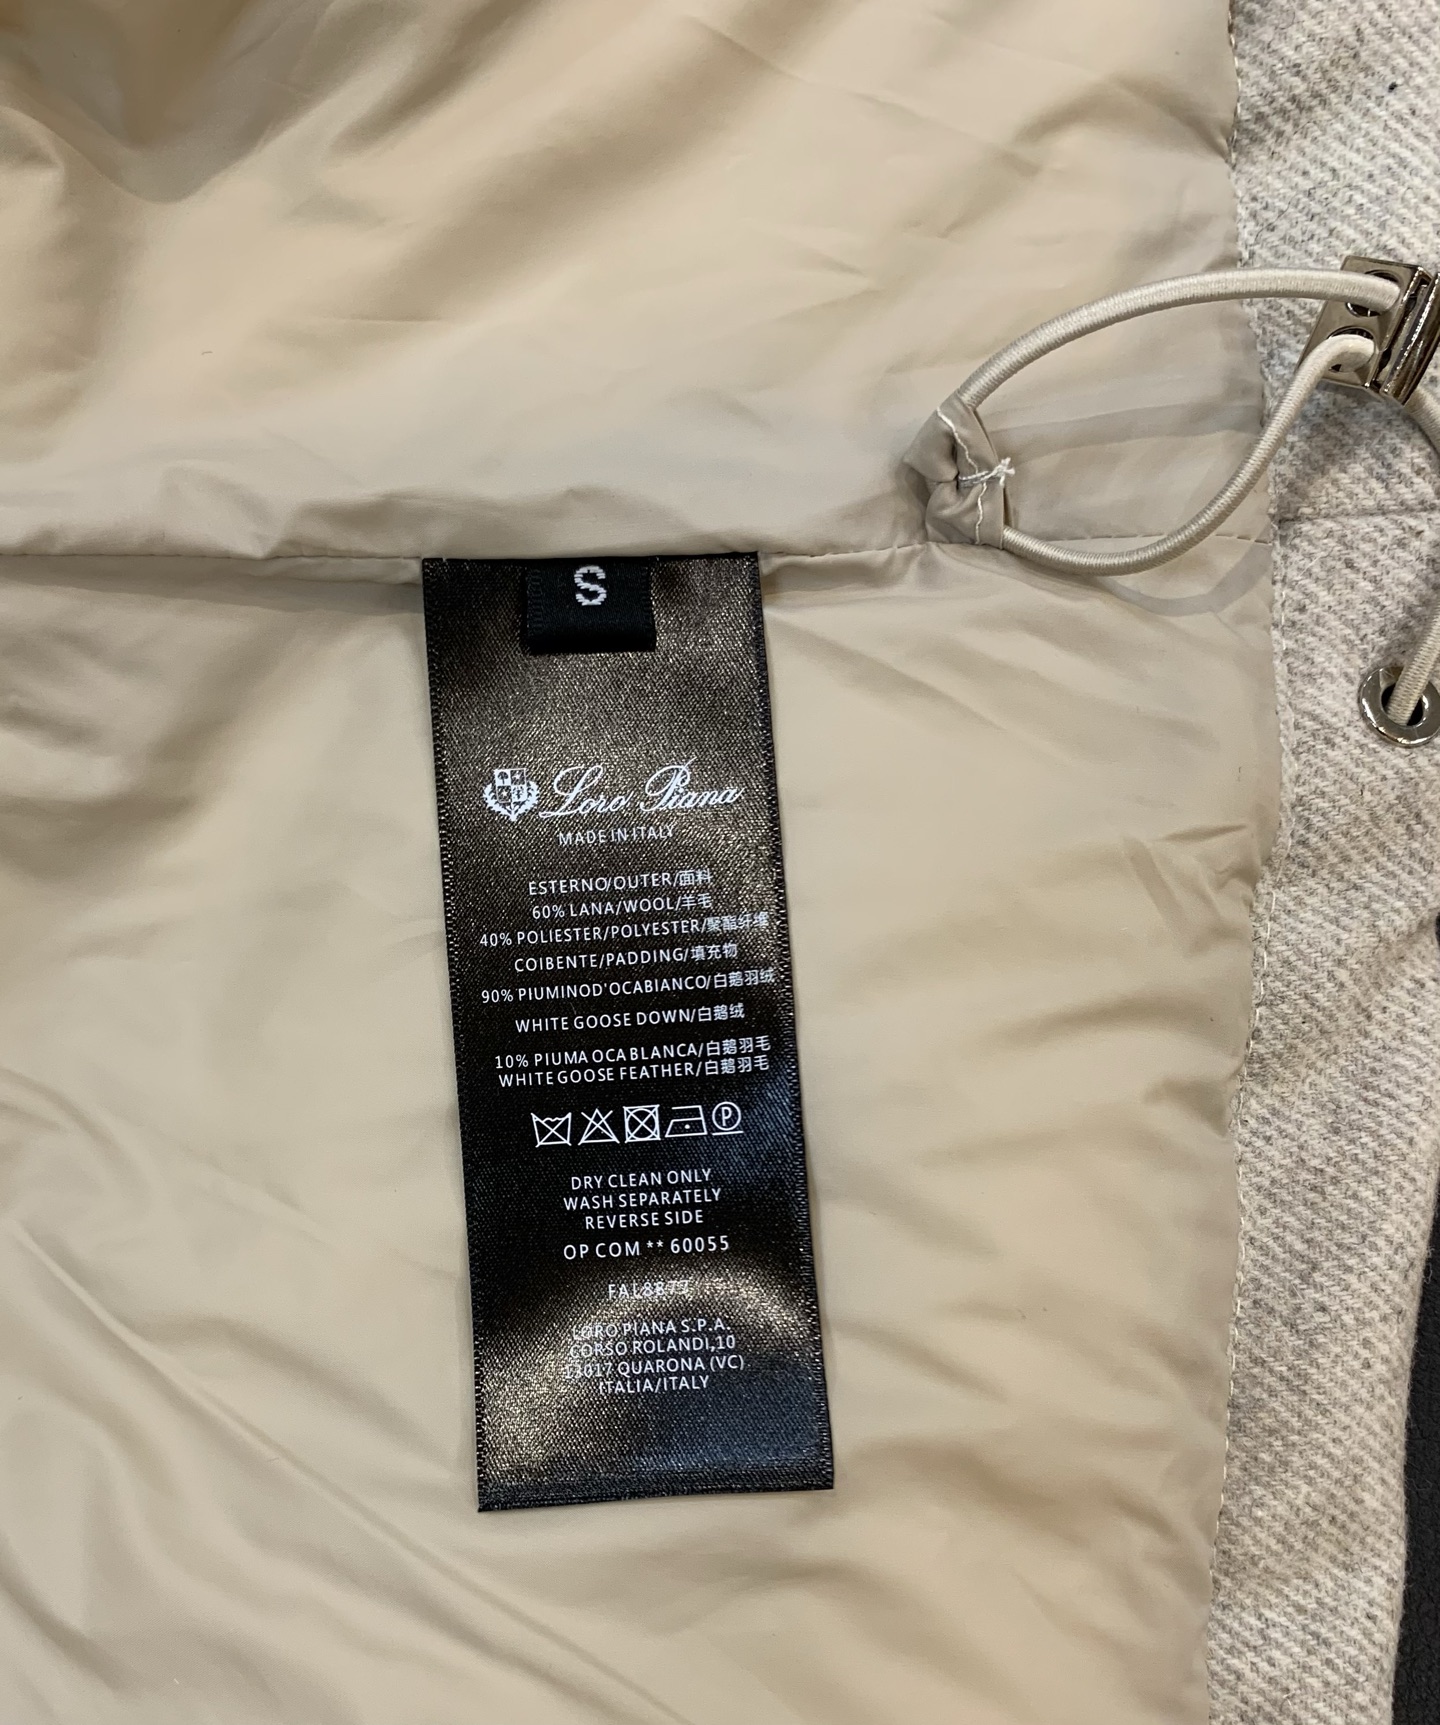 S
Loro Piana
MADE IN ITALY
ESTERNO/OUTER/面料
60% LANA/WOOL/羊毛
40% POLIESTER/POLYESTER/聚酯纤维
COIBENTE/PADDING/填充物
90% PIUMINOD'OCABIANCO/白鹅羽绒
WHITE GOOSE DOWN/白鹅绒
10% PIUMA OCA BLANCA/白鹅羽毛
WHITE GOOSE FEATHER/白鹅羽毛
P
DRY CLEAN ONLY
WASH SEPARATELY
REVERSE SIDE
OP COM ** 60055
FAL8B77
LORO PIANA S.P.A.
CORSO ROLANDI,10
13017 QUARONA (VC)
ITALIA/ITALY